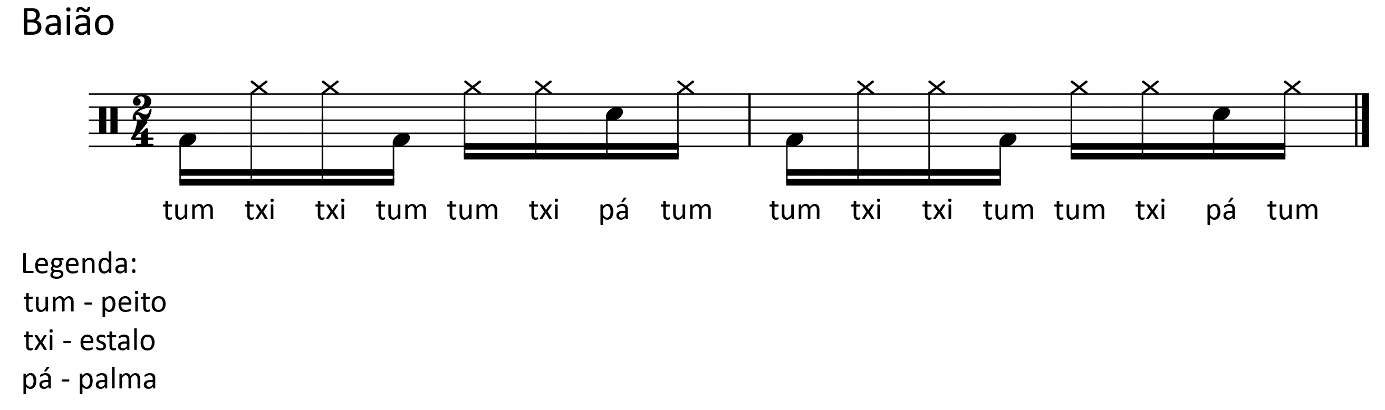 Baião
2
4
tum txi txi tum tum txi pá tum tum txi txi tum tum txi pá tum
Legenda:
tum - peito
txi - estalo
pá - palma